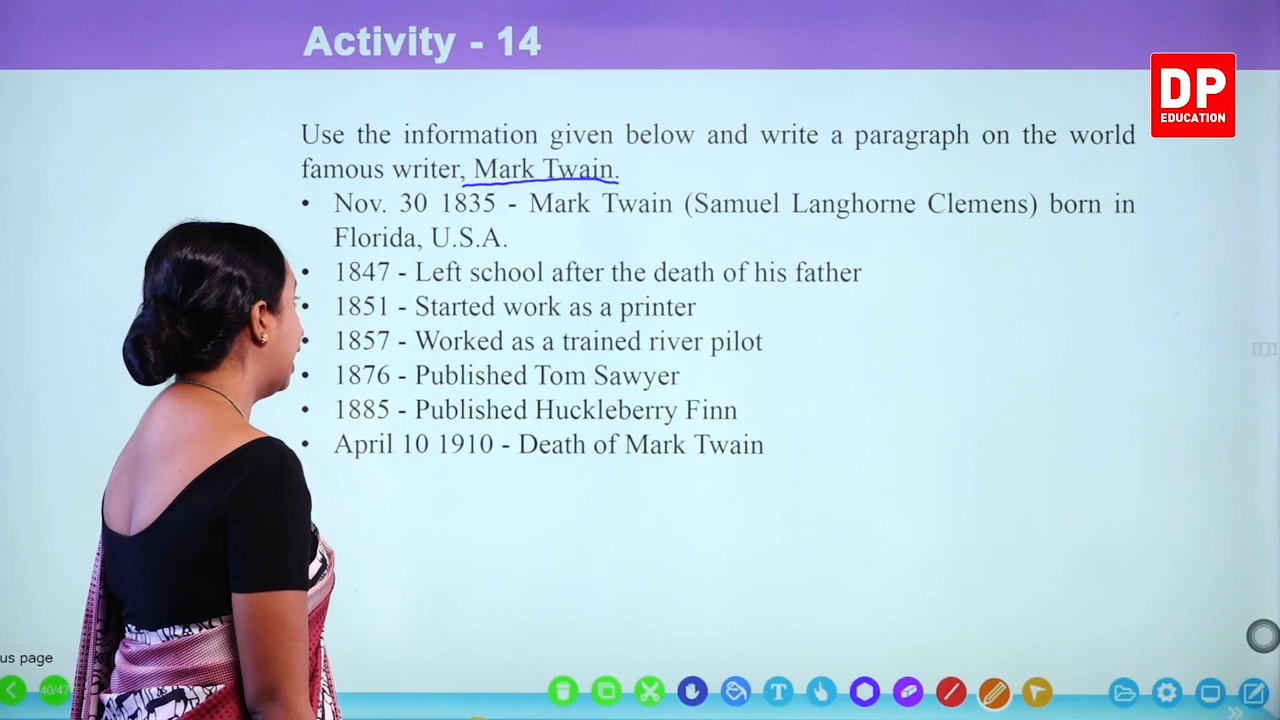 Activity - 14
DP
EDUCATION
Use the information given below and write a paragraph on the world
famous writer, Mark Twain.
• Nov. 30 1835 - Mark Twain (Samuel Langhorne Clemens) born in
Florida, U.S.A.
• 1847 - Left school after the death of his father
• 1851 - Started work as a printer
• 1857 - Worked as a trained river pilot
• 1876 - Published Tom Sawyer
• 1885 - Published Huckleberry Finn
• April 10 1910 - Death of Mark Twain
us page
40/47